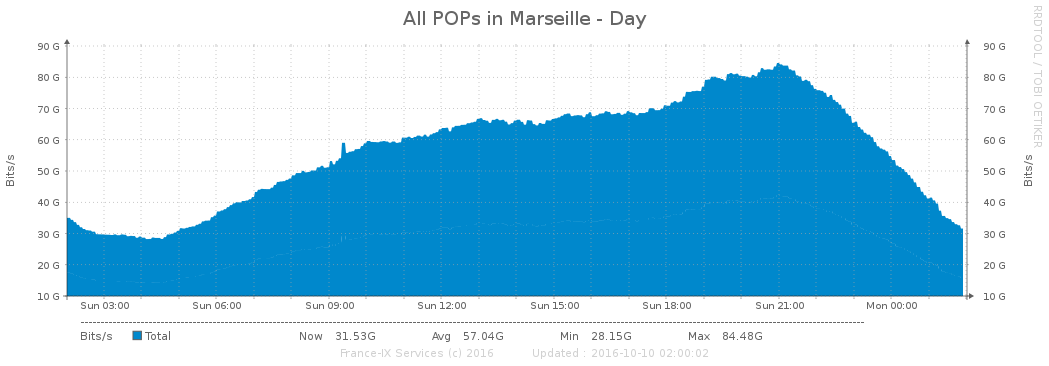 All POPs in Marseille - Day
RRDTOOL / TOBI OETIKER
90 G 90 G
80 G 80 G
70 G 70 G
60 G 60 G
50 G 50 G
40 G 40 G
30 G 30 G
20 G 20 G
10 G 10 G
Bits/s Bits/s
Sun 03:00 Sun 06:00 Sun 09:00 Sun 12:00 Sun 15:00 Sun 18:00 Sun 21:00 Mon 00:00
Bits/s Total Now 31.53G Avg 57.04G Min 28.15G Max 84.48G
France-IX Services (c) 2016 Updated : 2016-10-10 02:00:02